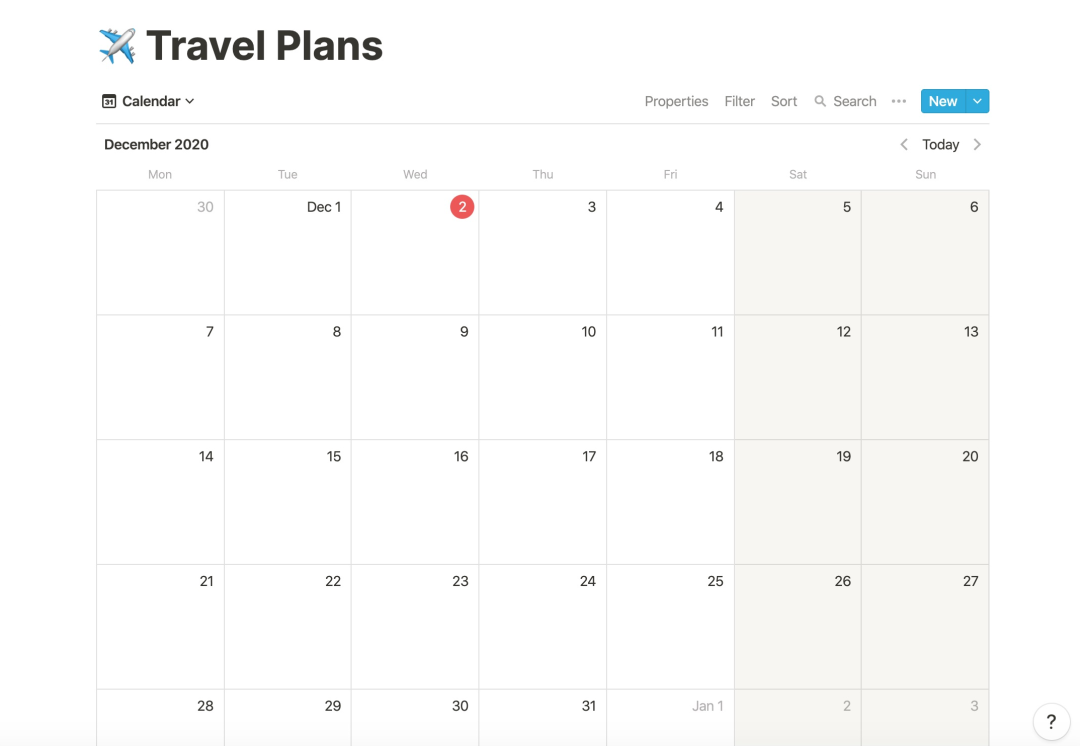 Travel Plans
31 Calendar Properties Filter Sort Search New
December 2020 Today
Mon Tue Wed Thu Fri Sat Sun
30 Dec 1 2 3 4 5 6
7 8 9 10 11 12 13
14 15 16 17 18 19 20
21 22 23 24 25 26 27
28 29 30 31 Jan 1 2 3
?